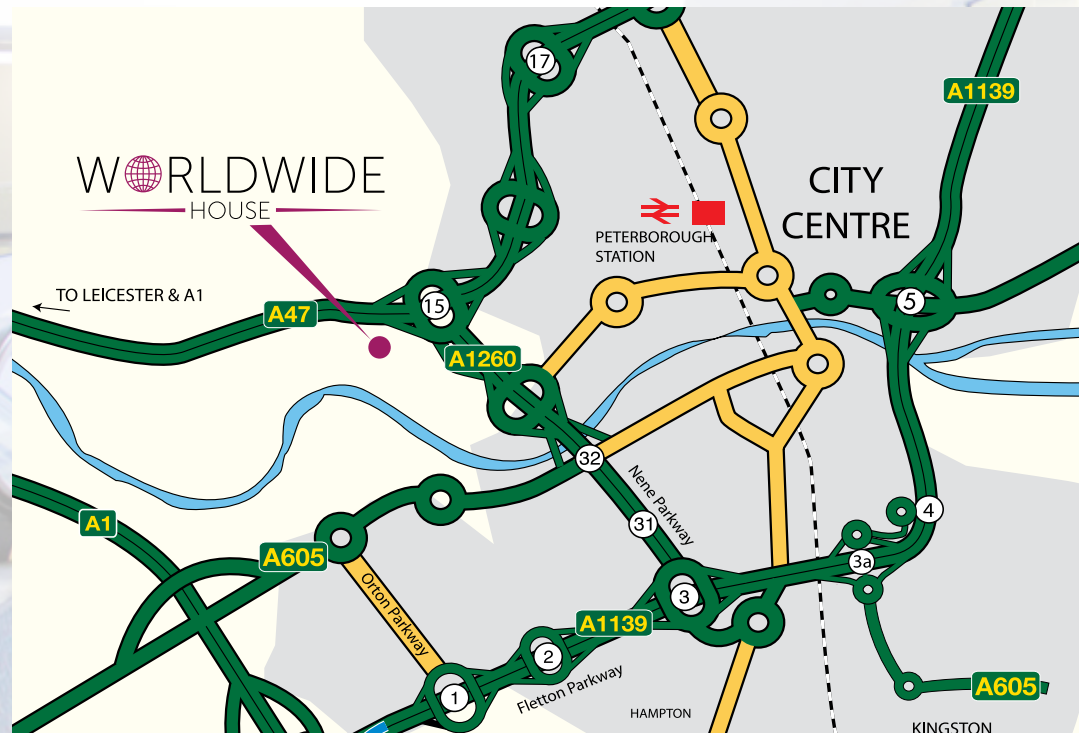 17
A1139
WORLDWIDE
HOUSE
CITY
CENTRE
PETERBOROUGH
STATION
TO LEICESTER & A1
A47
15
5
A1260
32
Nene Parkway
31
4
A1
A605
3a
Orton Parkway
3
A1139
2
1
Fletton Parkway
A605
HAMPTON
KINGSTON